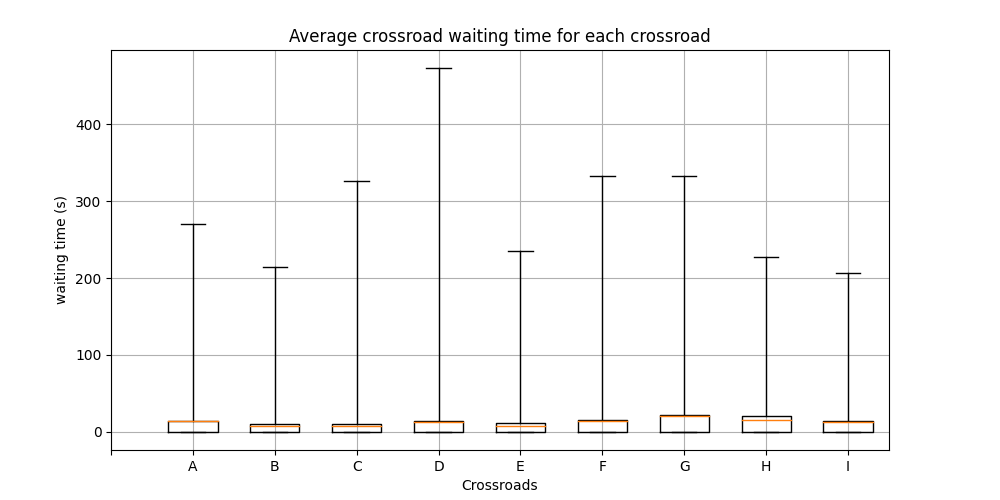 Average crossroad waiting time for each crossroad
waiting time (s)
400
300
200
100
0
A B C D E F G H I
Crossroads